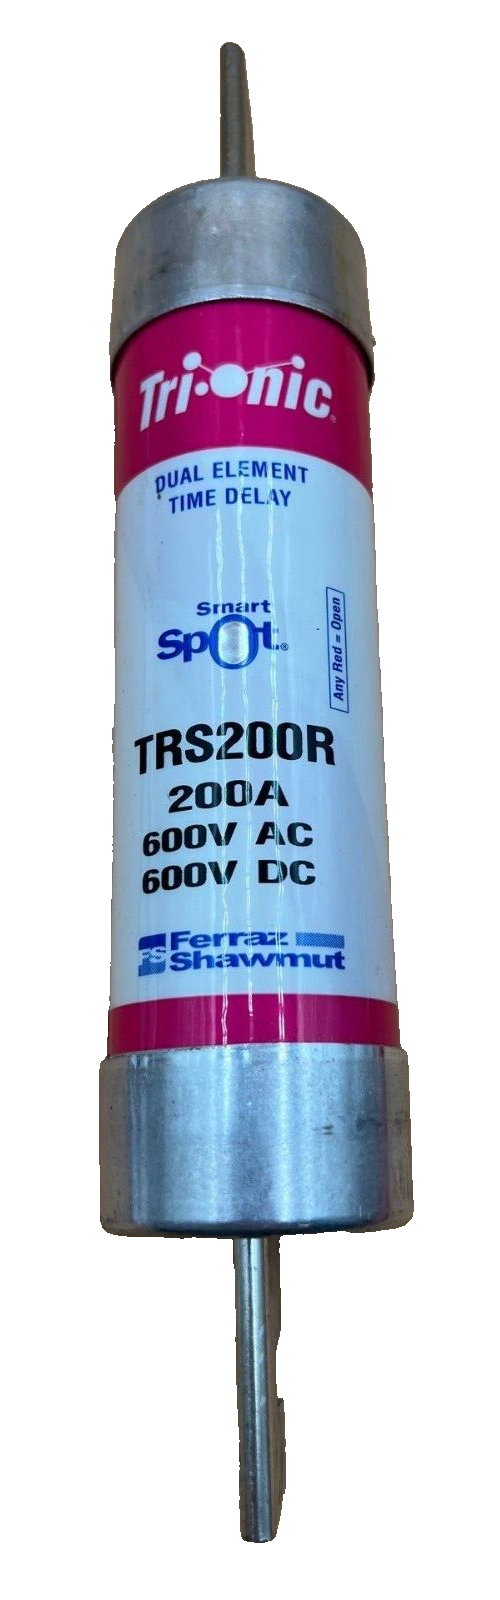 Tri-onic®
DUAL ELEMENT
TIME DELAY
Smart
Spot®
Any Red = Open
TRS200R
200A
600V AC
600V DC
FS Ferraz
Shawmut